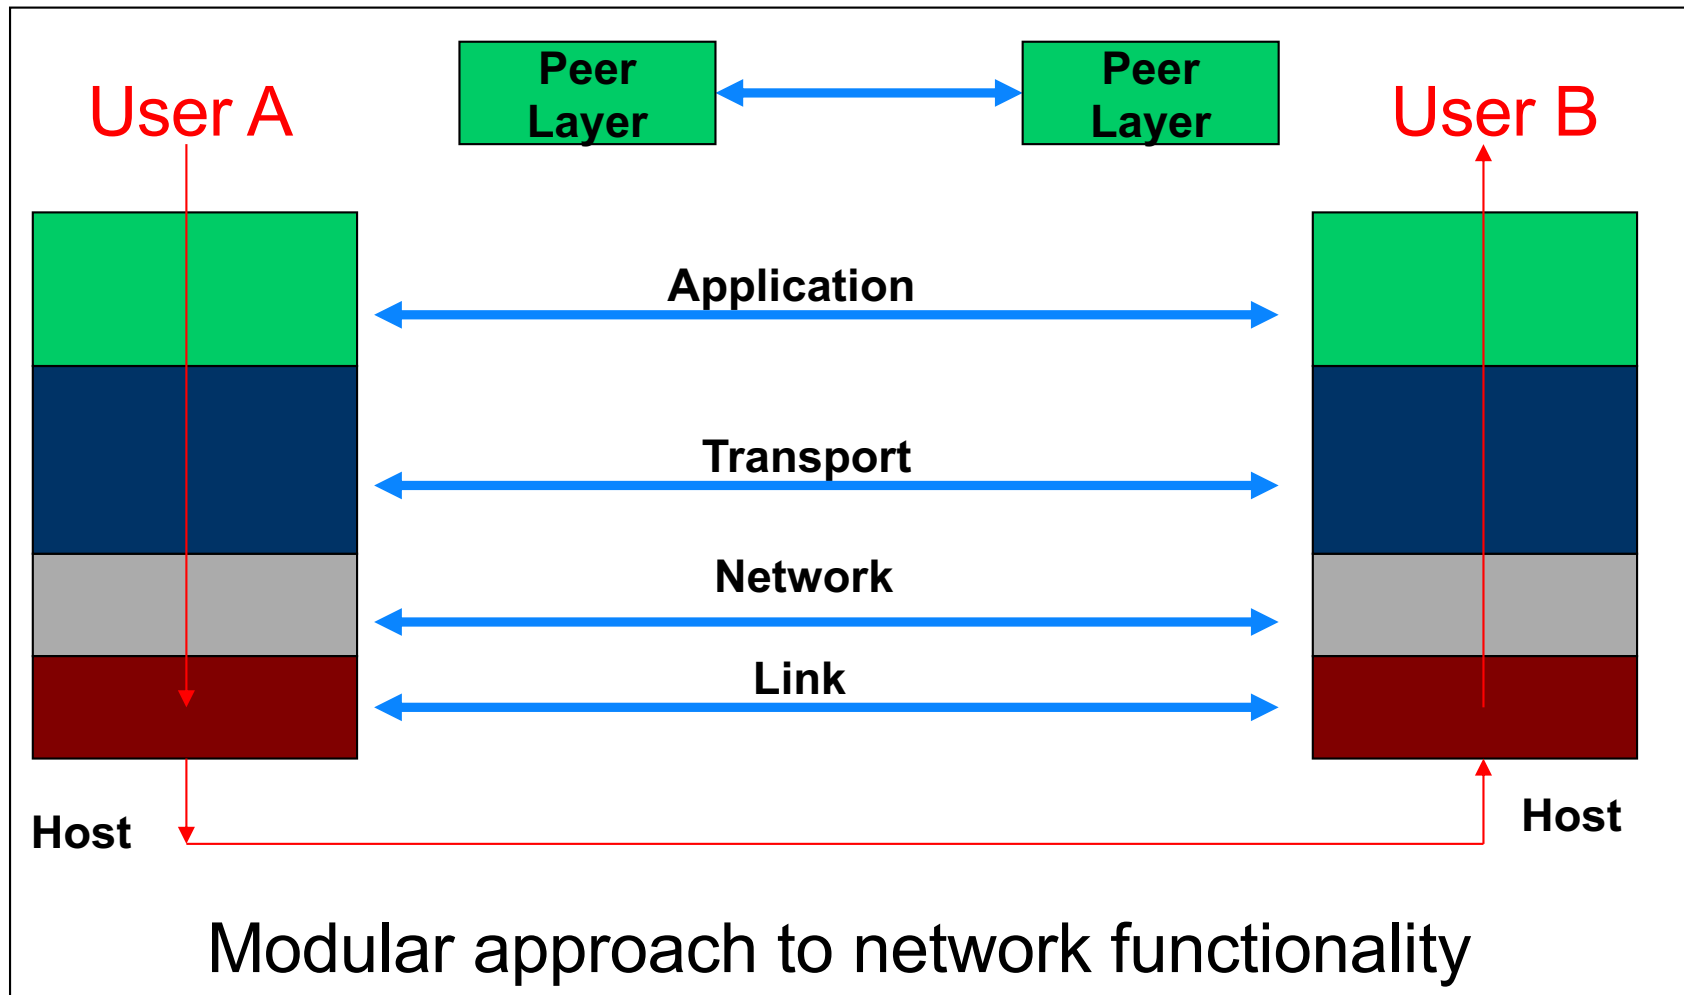 Peer
Layer
Peer
Layer
User A
User B
Application
Transport
Network
Link
Host
Host
Modular approach to network functionality